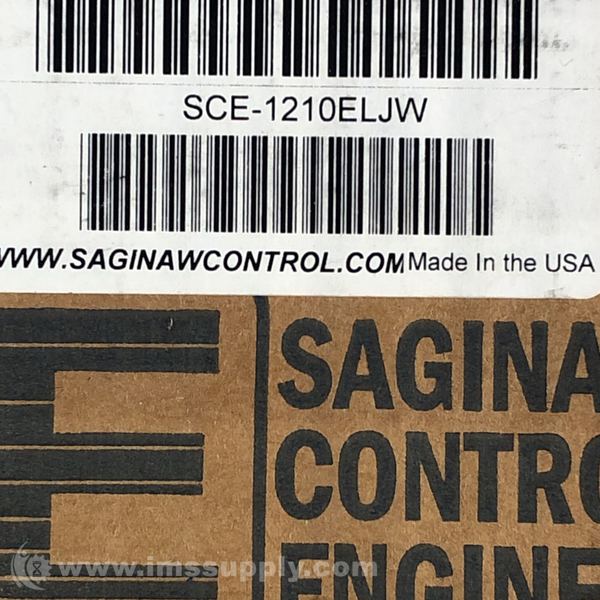 SCE-1210ELJW
WWW.SAGINAWCONTROL.COM Made In the USA
SAGINA
CONTRO
ENGINE
www.imssupply.com